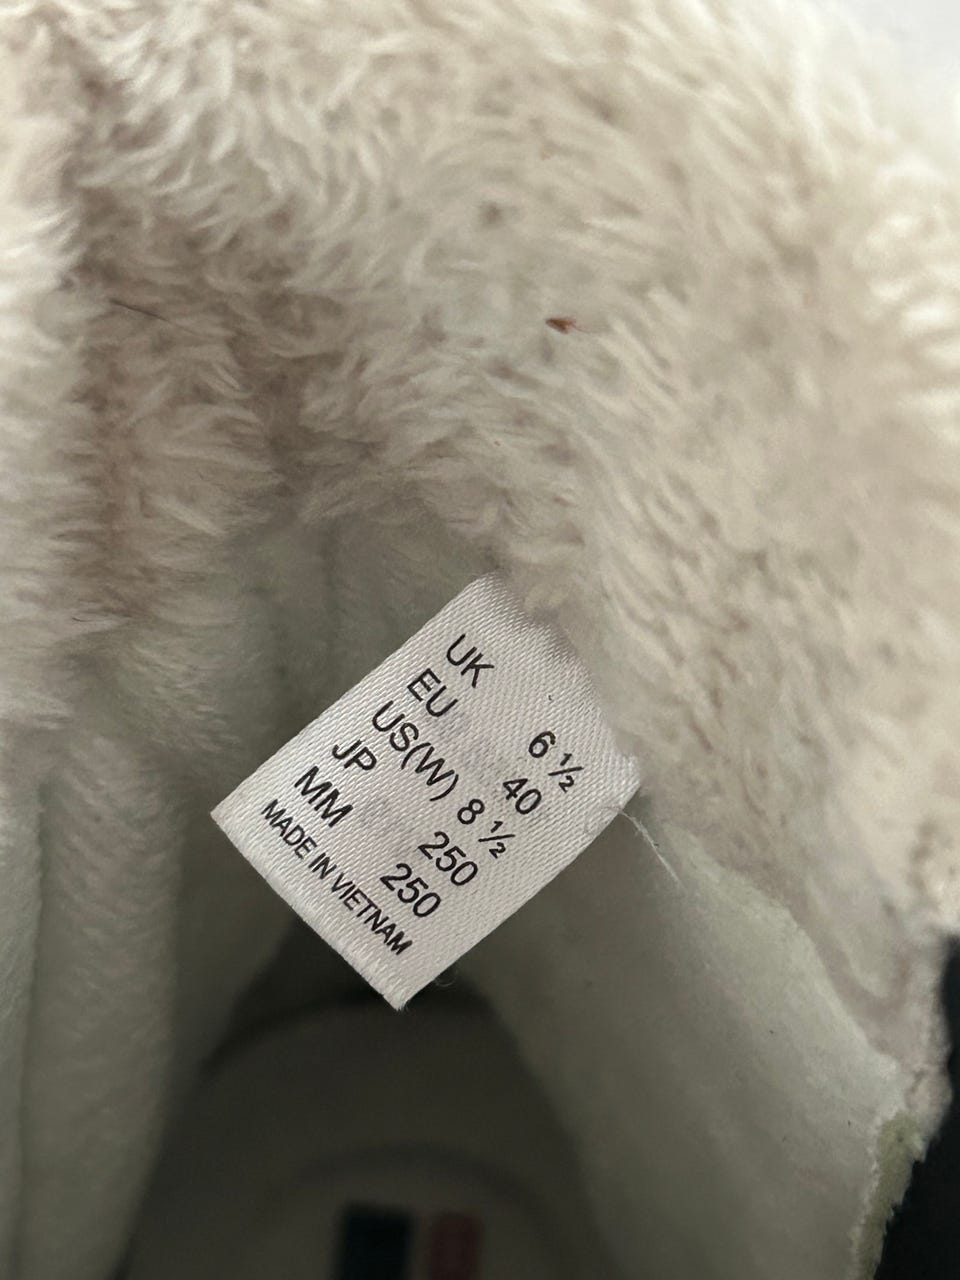 UK 6 ½
EU 40
US(W) 8 ½
JP 250
MM 250
MADE IN VIETNAM